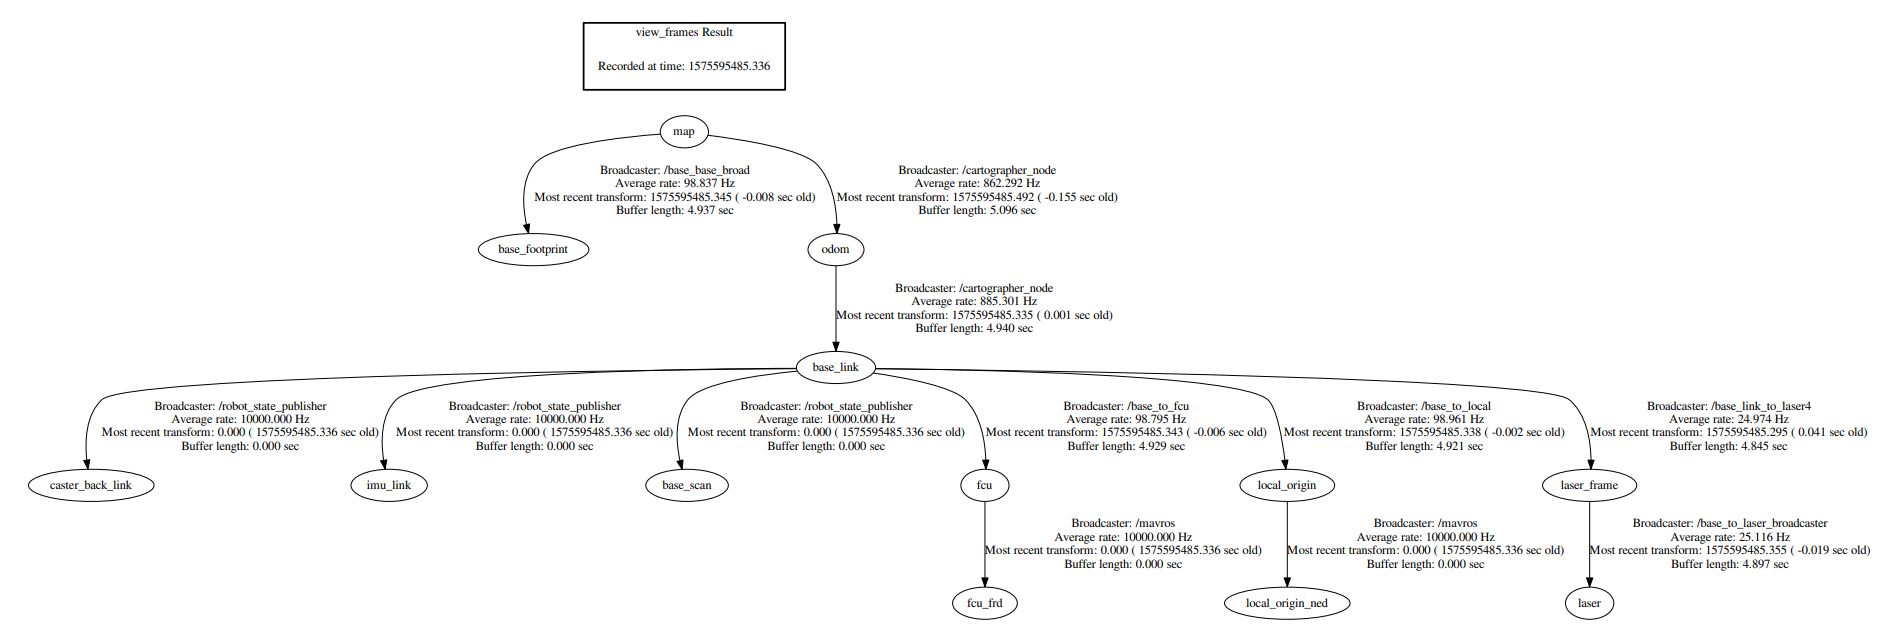 view_frames Result
Recorded at time: 1575595485.336
map
Broadcaster: /base_base_broad
Average rate: 98.837 Hz
Most recent transform: 1575595485.345 ( -0.008 sec old)
Buffer length: 4.937 sec
Broadcaster: /cartographer_node
Average rate: 862.292 Hz
Most recent transform: 1575595485.492 ( -0.155 sec old)
Buffer length: 5.096 sec
base_footprint
odom
Broadcaster: /cartographer_node
Average rate: 885.301 Hz
Most recent transform: 1575595485.335 ( 0.001 sec old)
Buffer length: 4.940 sec
base_link
Broadcaster: /robot_state_publisher
Average rate: 10000.000 Hz
Most recent transform: 0.000 ( 1575595485.336 sec old)
Buffer length: 0.000 sec
Broadcaster: /robot_state_publisher
Average rate: 10000.000 Hz
Most recent transform: 0.000 ( 1575595485.336 sec old)
Buffer length: 0.000 sec
Broadcaster: /robot_state_publisher
Average rate: 10000.000 Hz
Most recent transform: 0.000 ( 1575595485.336 sec old)
Buffer length: 0.000 sec
Broadcaster: /base_to_fcu
Average rate: 98.795 Hz
Most recent transform: 1575595485.343 ( -0.006 sec old)
Buffer length: 4.929 sec
Broadcaster: /base_to_local
Average rate: 98.961 Hz
Most recent transform: 1575595485.338 ( -0.002 sec old)
Buffer length: 4.921 sec
Broadcaster: /base_link_to_laser4
Average rate: 24.974 Hz
Most recent transform: 1575595485.295 ( 0.041 sec old)
Buffer length: 4.845 sec
caster_back_link
imu_link
base_scan
fcu
local_origin
laser_frame
Broadcaster: /mavros
Average rate: 10000.000 Hz
Most recent transform: 0.000 ( 1575595485.336 sec old)
Buffer length: 0.000 sec
Broadcaster: /mavros
Average rate: 10000.000 Hz
Most recent transform: 0.000 ( 1575595485.336 sec old)
Buffer length: 0.000 sec
Broadcaster: /base_to_laser_broadcaster
Average rate: 25.116 Hz
Most recent transform: 1575595485.355 ( -0.019 sec old)
Buffer length: 4.897 sec
fcu_frd
local_origin_ned
laser